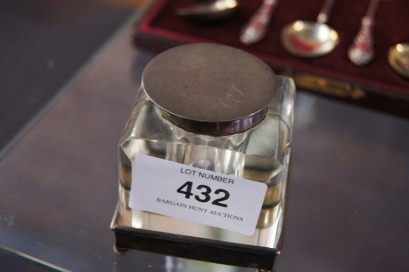 LOT NUMBER
432
BARGAIN HUNT AUCTIONS